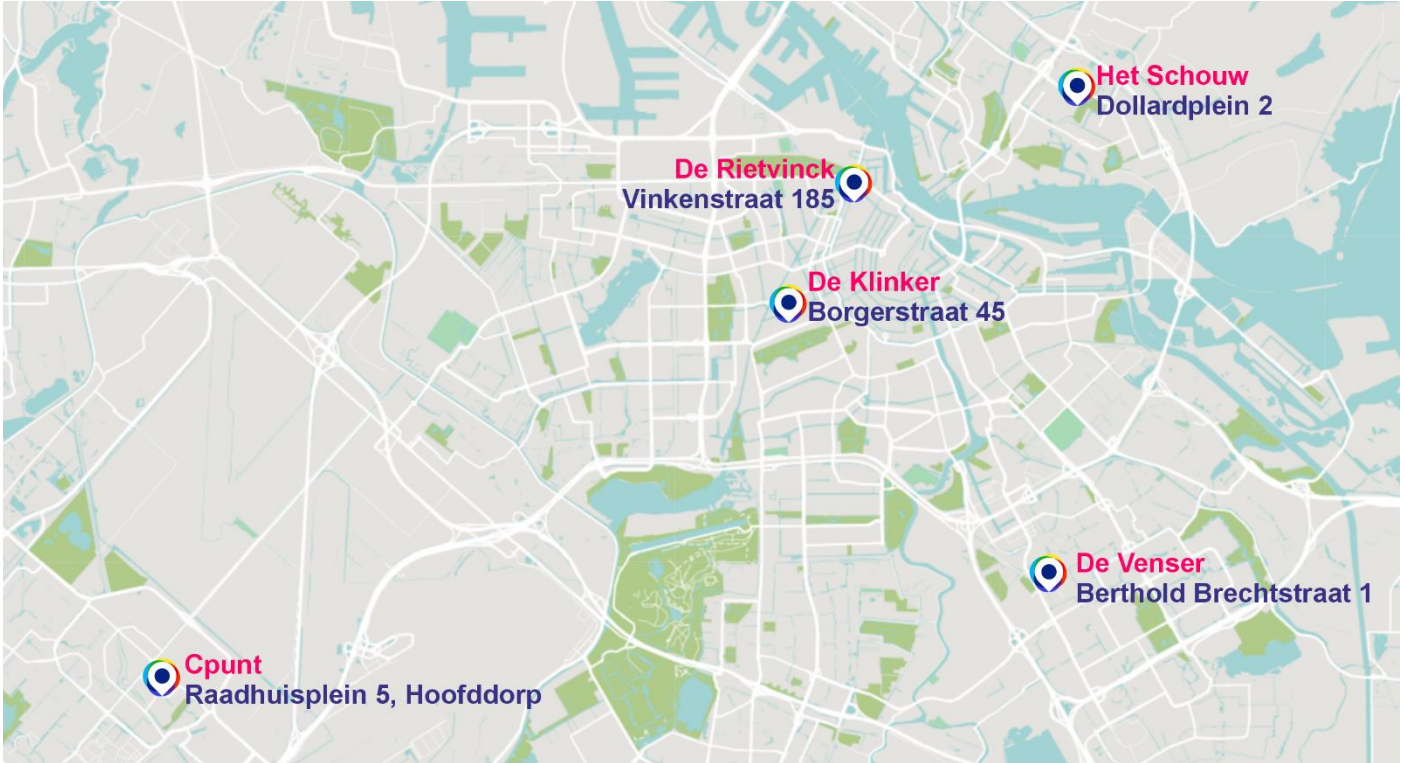 Het Schouw
Dollardplein 2
De Rietvinck
Vinkenstraat 185
De Klinker
Borgerstraat 45
De Venser
Berthold Brechtstraat 1
Cpunt
Raadhuisplein 5, Hoofddorp